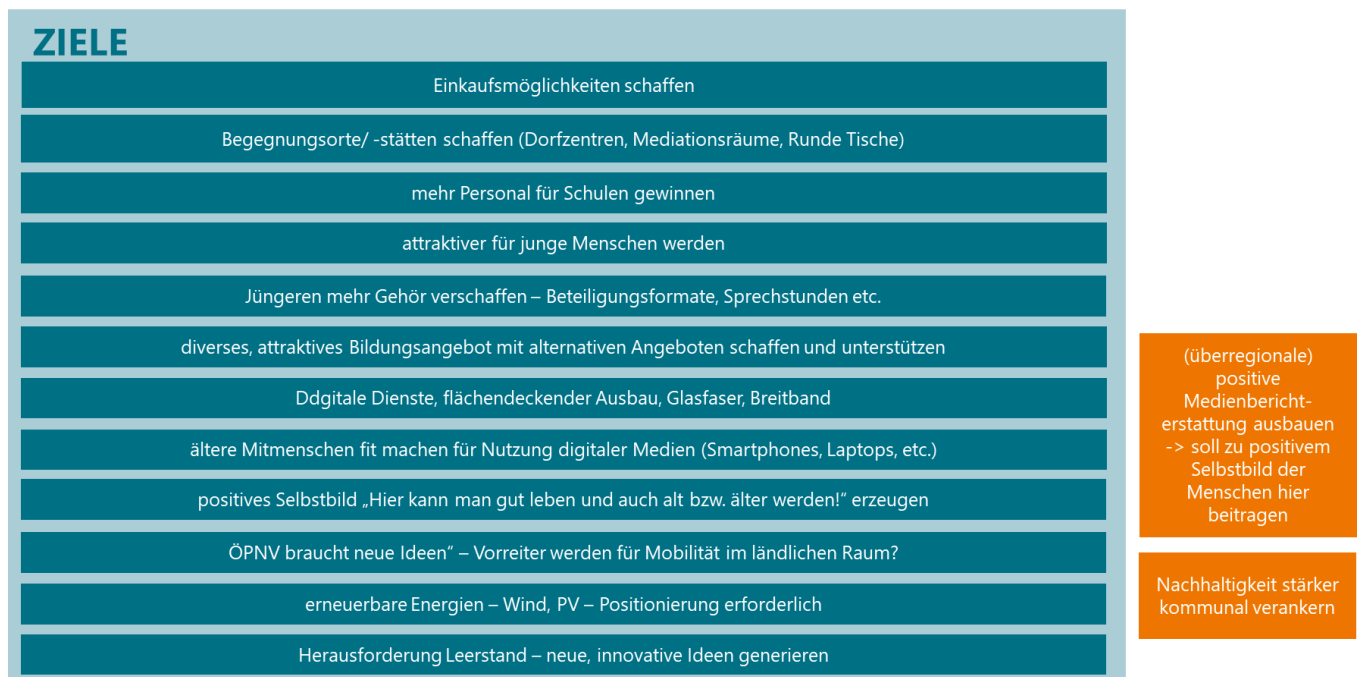 ZIELE
Einkaufsmöglichkeiten schaffen
Begegnungsorte/ -stätten schaffen (Dorfzentren, Mediationsräume, Runde Tische)
mehr Personal für Schulen gewinnen
attraktiver für junge Menschen werden
Jüngeren mehr Gehör verschaffen – Beteiligungsformate, Sprechstunden etc.
diverses, attraktives Bildungsangebot mit alternativen Angeboten schaffen und unterstützen
Ddgitale Dienste, flächendeckender Ausbau, Glasfaser, Breitband
ältere Mitmenschen fit machen für Nutzung digitaler Medien (Smartphones, Laptops, etc.)
positives Selbstbild „Hier kann man gut leben und auch alt bzw. älter werden!“ erzeugen
ÖPNV braucht neue Ideen“ – Vorreiter werden für Mobilität im ländlichen Raum?
erneuerbare Energien – Wind, PV – Positionierung erforderlich
Herausforderung Leerstand – neue, innovative Ideen generieren
(überregionale)
positive
Medienbericht-
erstattung ausbauen
-> soll zu positivem
Selbstbild der
Menschen hier
beitragen
Nachhaltigkeit stärker
kommunal verankern